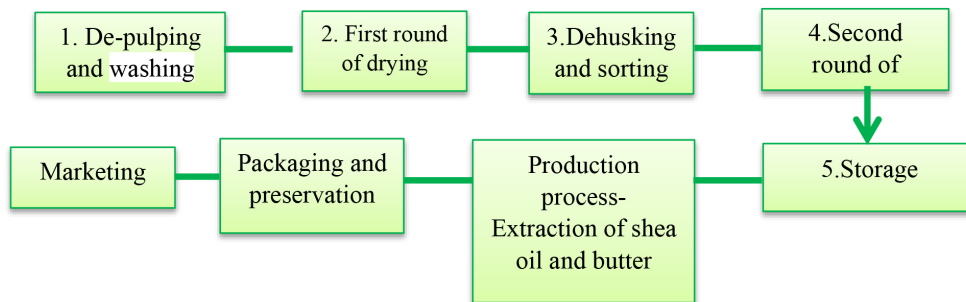 1. De-pulping
and washing
2. First round
of drying
3.Dehusking
and sorting
4.Second
round of
5.Storage
Production
process-
Extraction of shea
oil and butter
Packaging and
preservation
Marketing